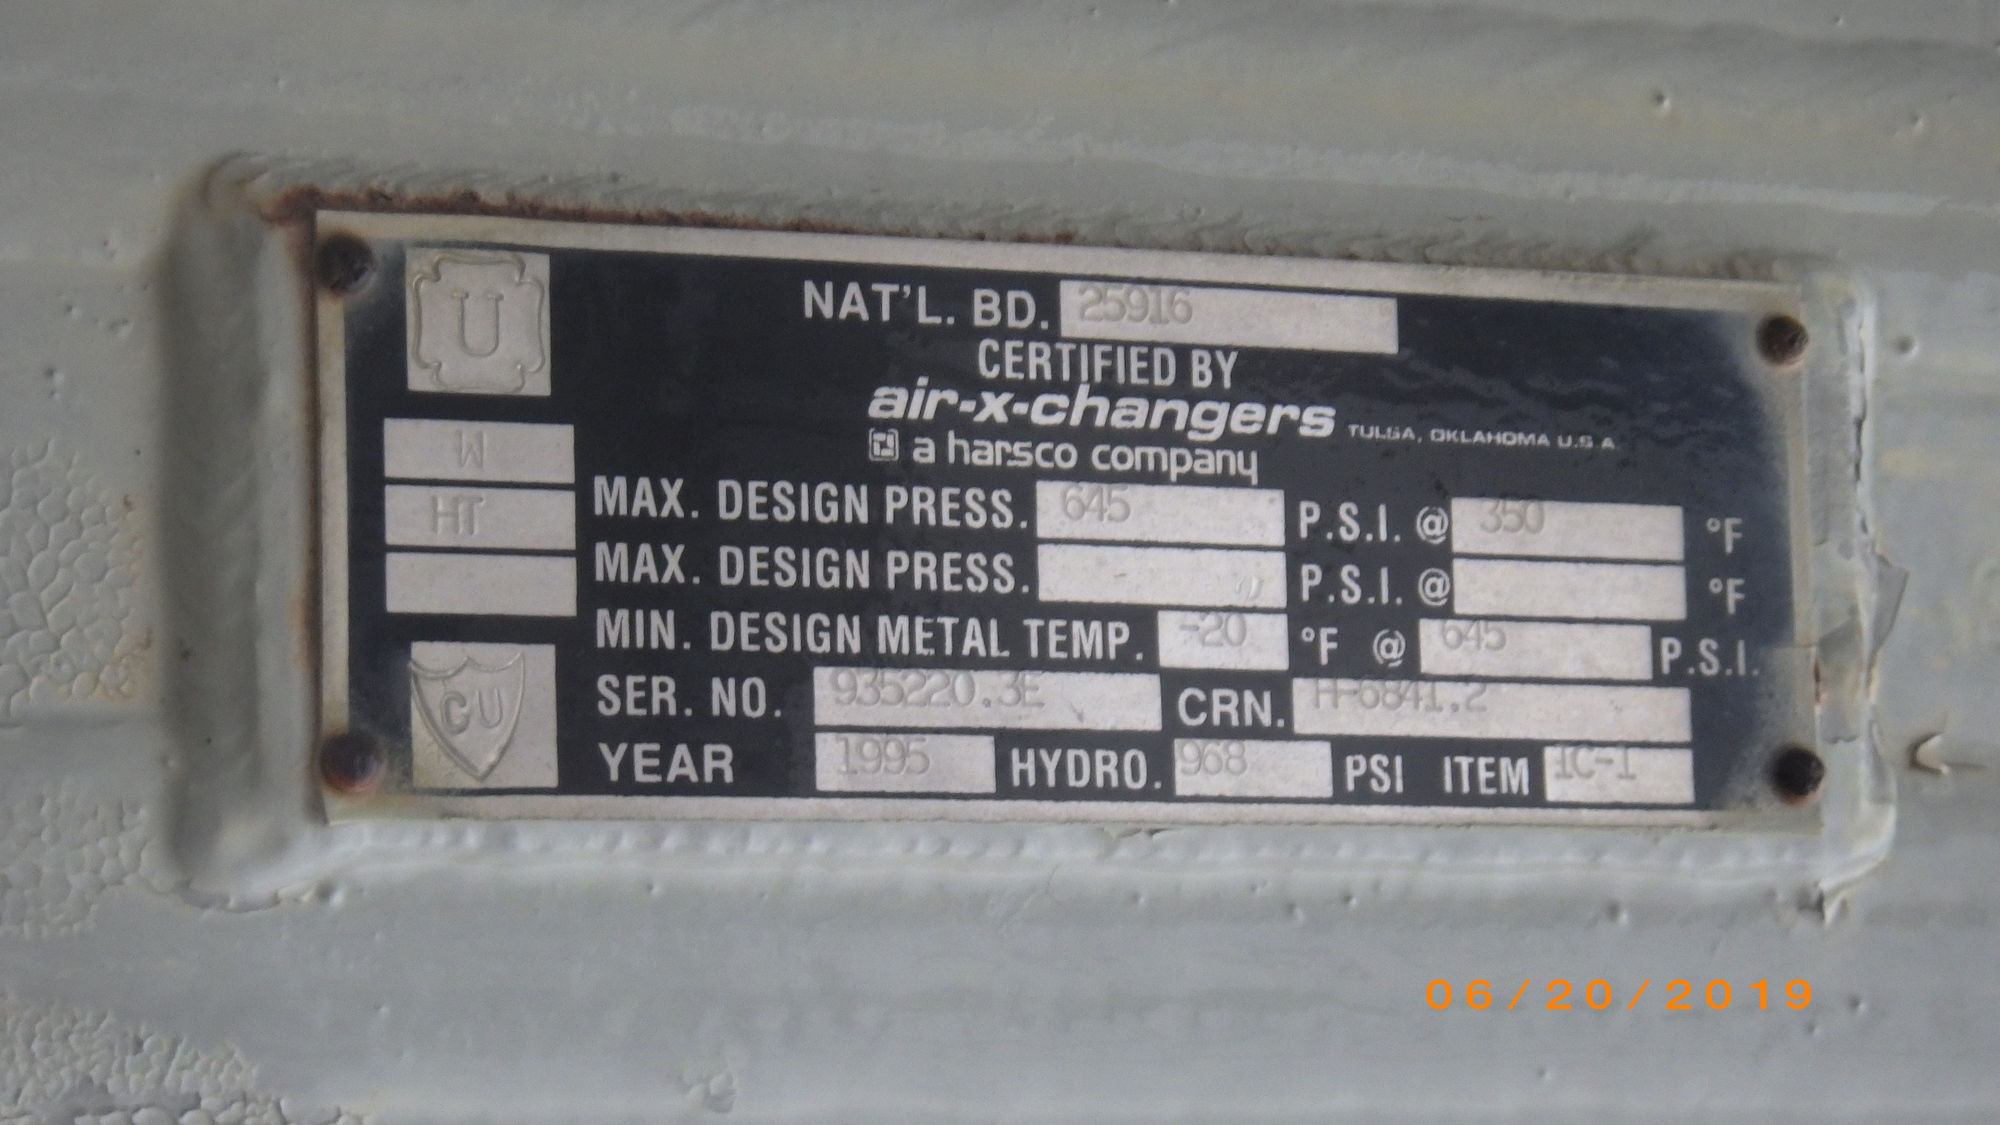 U
NAT'L. BD. 25916
CERTIFIED BY
air-x-changers TULSA, OKLAHOMA U.S.A.
a harsco company
W
HT
MAX. DESIGN PRESS. 645 P.S.I. @ 350 °F
MAX. DESIGN PRESS. P.S.I. @ °F
MIN. DESIGN METAL TEMP. -20 °F @ 645 P.S.I.
CU
SER. NO. 935220.3E CRN. H-6841.2
YEAR 1995 HYDRO. 968 PSI ITEM IC-1
06/20/2019